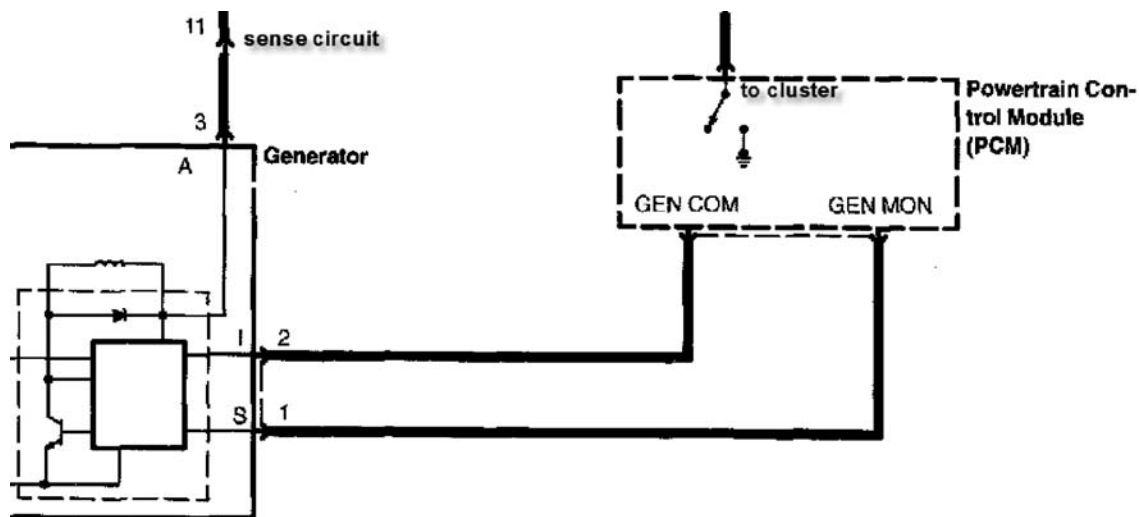 11
sense circuit
to cluster
Powertrain Con-
trol Module
(PCM)
3
A
Generator
GEN COM
GEN MON
I
2
S
1